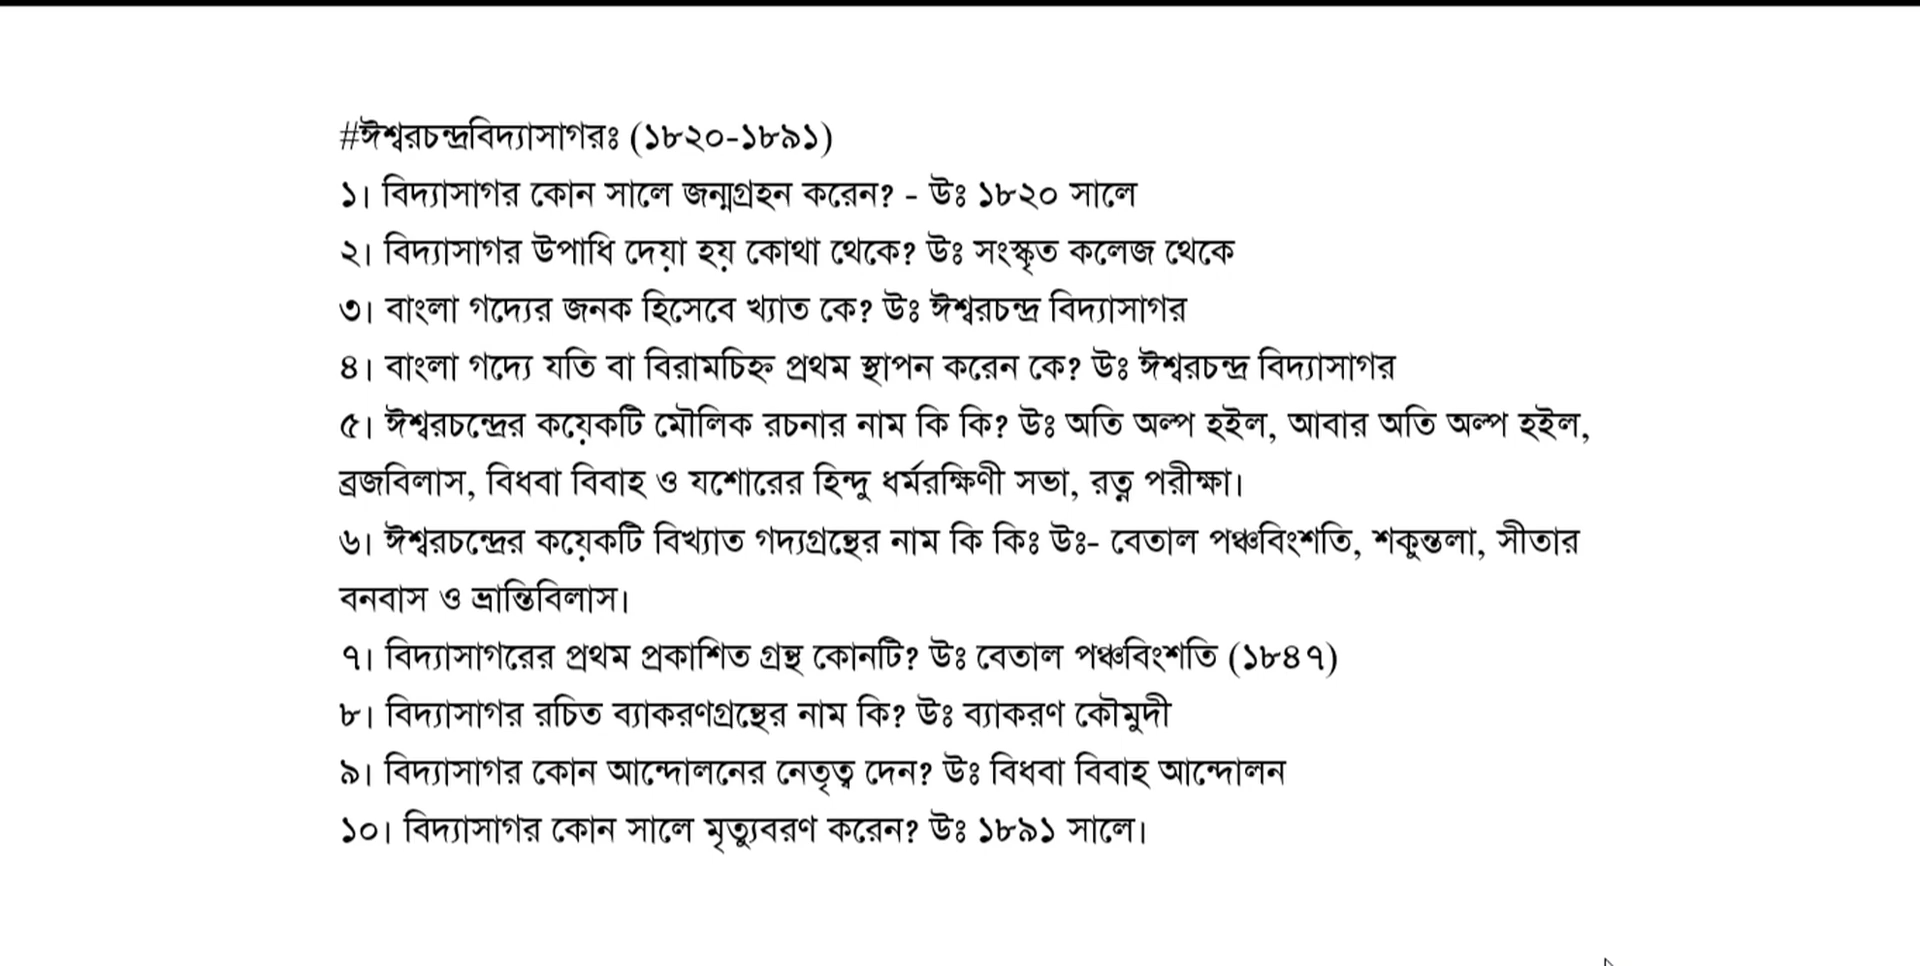 #ঈশ্বরচন্দ্রবিদ্যাসাগরঃ (১৮২০-১৮৯১)
১। বিদ্যাসাগর কোন সালে জন্মগ্রহন করেন? - উঃ ১৮২০ সালে
২। বিদ্যাসাগর উপাধি দেয়া হয় কোথা থেকে? উঃ সংস্কৃত কলেজ থেকে
৩। বাংলা গদ্যের জনক হিসেবে খ্যাত কে? উঃ ঈশ্বরচন্দ্র বিদ্যাসাগর
৪। বাংলা গদ্যে যতি বা বিরামচিহ্ন প্রথম স্থাপন করেন কে? উঃ ঈশ্বরচন্দ্র বিদ্যাসাগর
৫। ঈশ্বরচন্দ্রের কয়েকটি মৌলিক রচনার নাম কি কি? উঃ অতি অল্প হইল, আবার অতি অল্প হইল,
ব্রজবিলাস, বিধবা বিবাহ ও যশোরের হিন্দু ধর্মরক্ষিণী সভা, রত্ন পরীক্ষা।
৬। ঈশ্বরচন্দ্রের কয়েকটি বিখ্যাত গদ্যগ্রন্থের নাম কি কিঃ উঃ- বেতাল পঞ্চবিংশতি, শকুন্তলা, সীতার
বনবাস ও ভ্রান্তিবিলাস।
৭। বিদ্যাসাগরের প্রথম প্রকাশিত গ্রন্থ কোনটি? উঃ বেতাল পঞ্চবিংশতি (১৮৪৭)
৮। বিদ্যাসাগর রচিত ব্যাকরণগ্রন্থের নাম কি? উঃ ব্যাকরণ কৌমুদী
৯। বিদ্যাসাগর কোন আন্দোলনের নেতৃত্ব দেন? উঃ বিধবা বিবাহ আন্দোলন
১০। বিদ্যাসাগর কোন সালে মৃত্যুবরণ করেন? উঃ ১৮৯১ সালে।